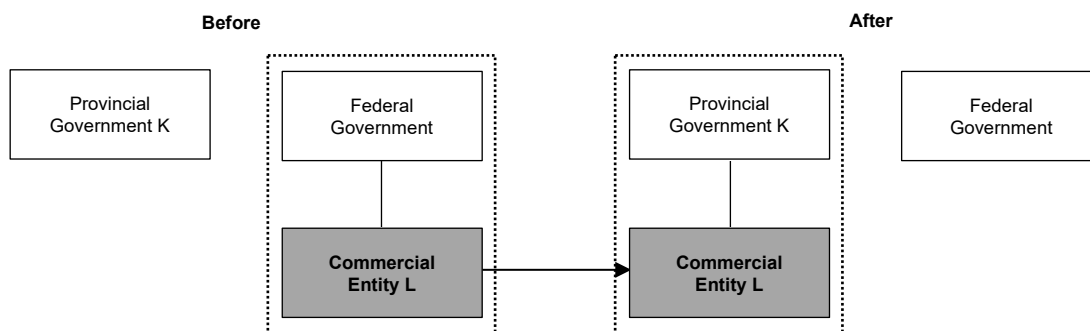 Before
After
Provincial
Government K
Federal
Government
Provincial
Government K
Federal
Government
Commercial
Entity L
Commercial
Entity L